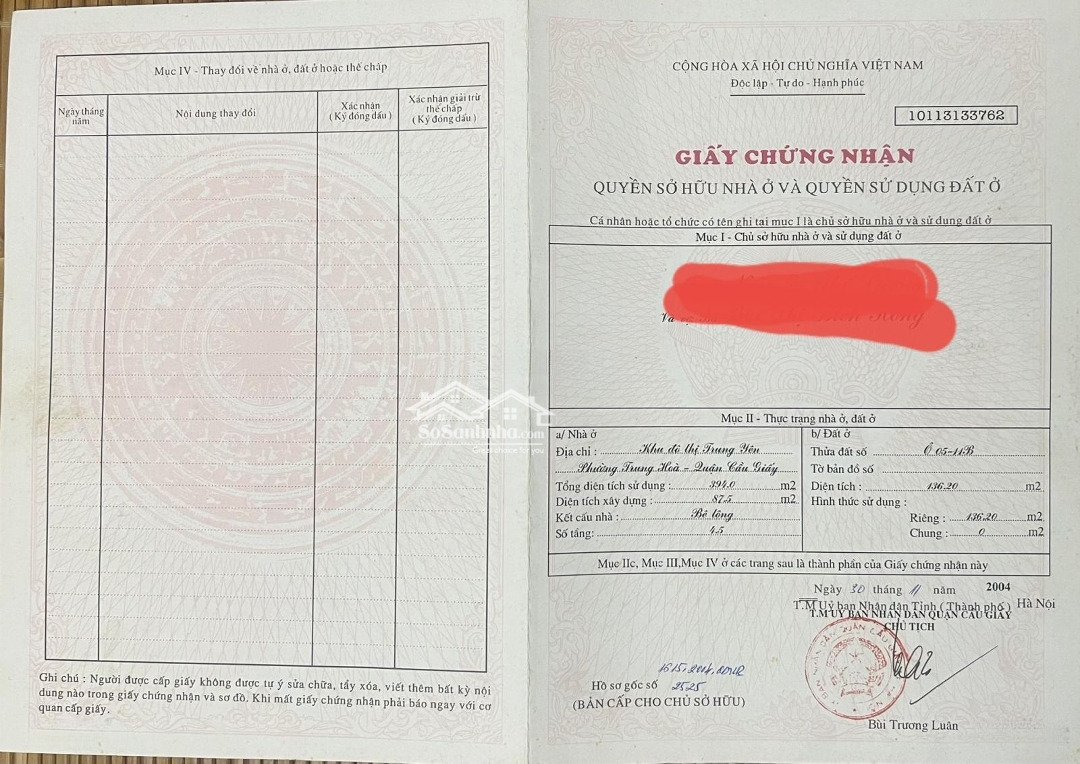 Mục IV - Thay đổi về nhà ở, đất ở hoặc thế chấp
Ngày tháng năm
Nội dung thay đổi
Xác nhận
( Ký đóng dấu )
Xác nhận giải trừ
thế chấp
( Ký đóng dấu )
Ghi chú : Người được cấp giấy không được tự ý sửa chữa, tẩy xóa, viết thêm bất kỳ nội
dung nào trong giấy chứng nhận và sơ đồ. Khi mất giấy chứng nhận phải báo ngay với cơ
quan cấp giấy.
CỘNG HÒA XÃ HỘI CHỦ NGHĨA VIỆT NAM
Độc lập - Tự do - Hạnh phúc
10113133762
GIẤY CHỨNG NHẬN
QUYỀN SỞ HỮU NHÀ Ở VÀ QUYỀN SỬ DỤNG ĐẤT Ở
Cá nhân hoặc tổ chức có tên ghi tại mục I là chủ sở hữu nhà ở và sử dụng đất ở
Mục I - Chủ sở hữu nhà ở và sử dụng đất ở
Và
Mục II - Thực trạng nhà ở, đất ở
a/ Nhà ở
Địa chỉ : Khu đô thị Trung Yên
Phường Trung Hoà - Quận Cầu Giấy
Tổng diện tích sử dụng : 394.0 m2
Diện tích xây dựng : 87.5 m2
Kết cấu nhà : Bê tông
Số tầng: 4.5
b/ Đất ở
Thửa đất số Ô 05-11B
Tờ bản đồ số
Diện tích : 136.20 m2
Hình thức sử dụng :
Riêng : 136.20 m2
Chung : 0 m2
Mục IIc, Mục III,Mục IV ở các trang sau là thành phần của Giấy chứng nhận này
Ngày 30 tháng 11 năm 2004
T.M Uỷ ban Nhân dân Tỉnh ( Thành phố ) Hà Nội
T.M UỶ BAN NHÂN DÂN QUẬN CẦU GIẤY
CHỦ TỊCH
Hồ sơ gốc số 2525
(BẢN CẤP CHO CHỦ SỞ HỮU)
Bùi Trương Luân
SoSanhnha.com